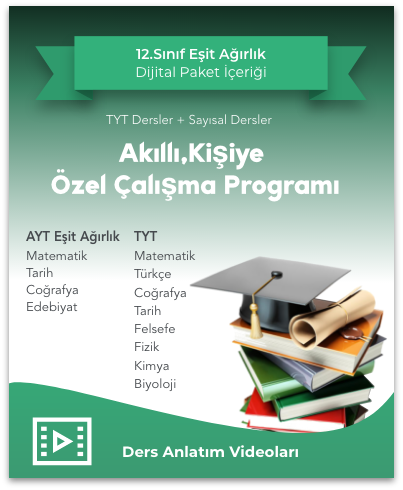 12.Sınıf Eşit Ağırlık
Dijital Paket İçeriği
TYT Dersler + Sayısal Dersler
Akıllı,Kişiye
Özel Çalışma Programı
AYT Eşit Ağırlık
Matematik
Tarih
Coğrafya
Edebiyat
TYT
Matematik
Türkçe
Coğrafya
Tarih
Felsefe
Fizik
Kimya
Biyoloji
Ders Anlatım Videoları